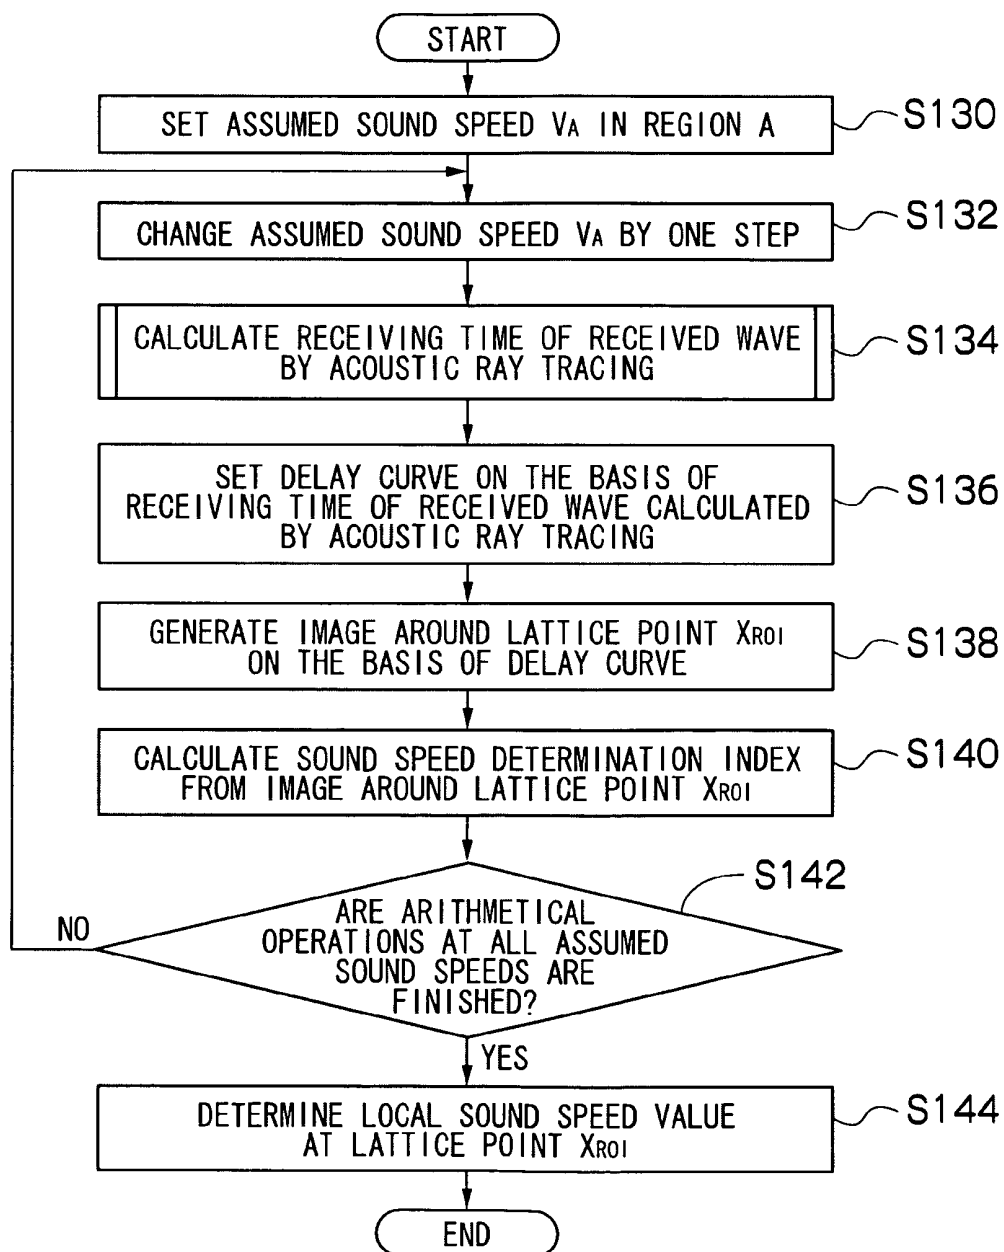 START
SET ASSUMED SOUND SPEED VA IN REGION A
S130
CHANGE ASSUMED SOUND SPEED VA BY ONE STEP
S132
CALCULATE RECEIVING TIME OF RECEIVED WAVE
BY ACOUSTIC RAY TRACING
S134
SET DELAY CURVE ON THE BASIS OF
RECEIVING TIME OF RECEIVED WAVE CALCULATED
BY ACOUSTIC RAY TRACING
S136
GENERATE IMAGE AROUND LATTICE POINT XROI
ON THE BASIS OF DELAY CURVE
S138
CALCULATE SOUND SPEED DETERMINATION INDEX
FROM IMAGE AROUND LATTICE POINT XROI
S140
S142
ARE ARITHMETICAL
OPERATIONS AT ALL ASSUMED
SOUND SPEEDS ARE
FINISHED?
NO
YES
DETERMINE LOCAL SOUND SPEED VALUE
AT LATTICE POINT XROI
S144
END